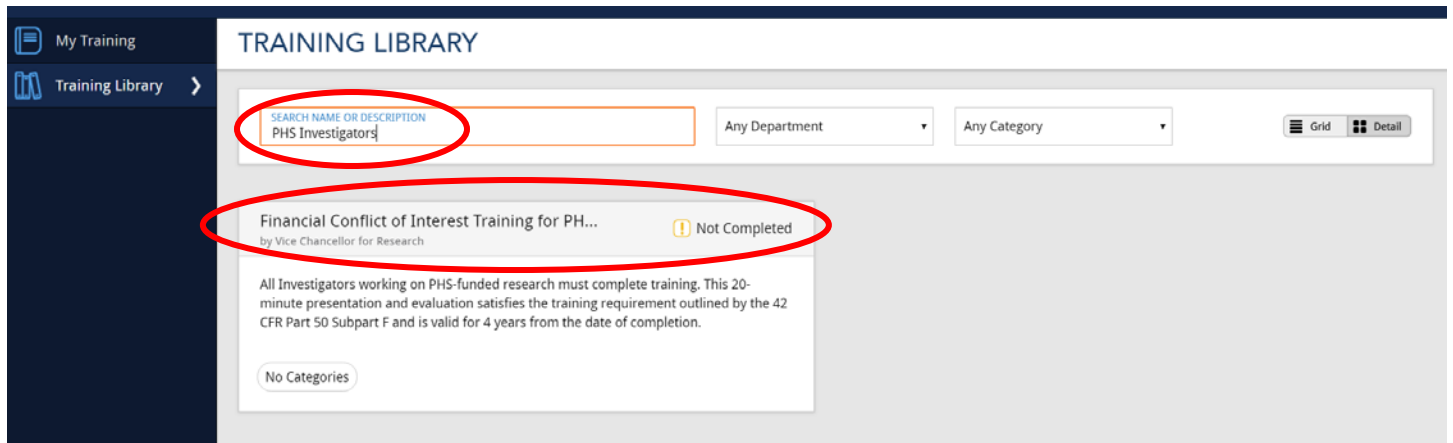 My Training
Training Library
TRAINING LIBRARY
SEARCH NAME OR DESCRIPTION
PHS Investigators
Any Department
Any Category
Grid
Detail
Financial Conflict of Interest Training for PH...
Not Completed
by Vice Chancellor for Research
All Investigators working on PHS-funded research must complete training. This 20-
minute presentation and evaluation satisfies the training requirement outlined by the 42
CFR Part 50 Subpart F and is valid for 4 years from the date of completion.
No Categories